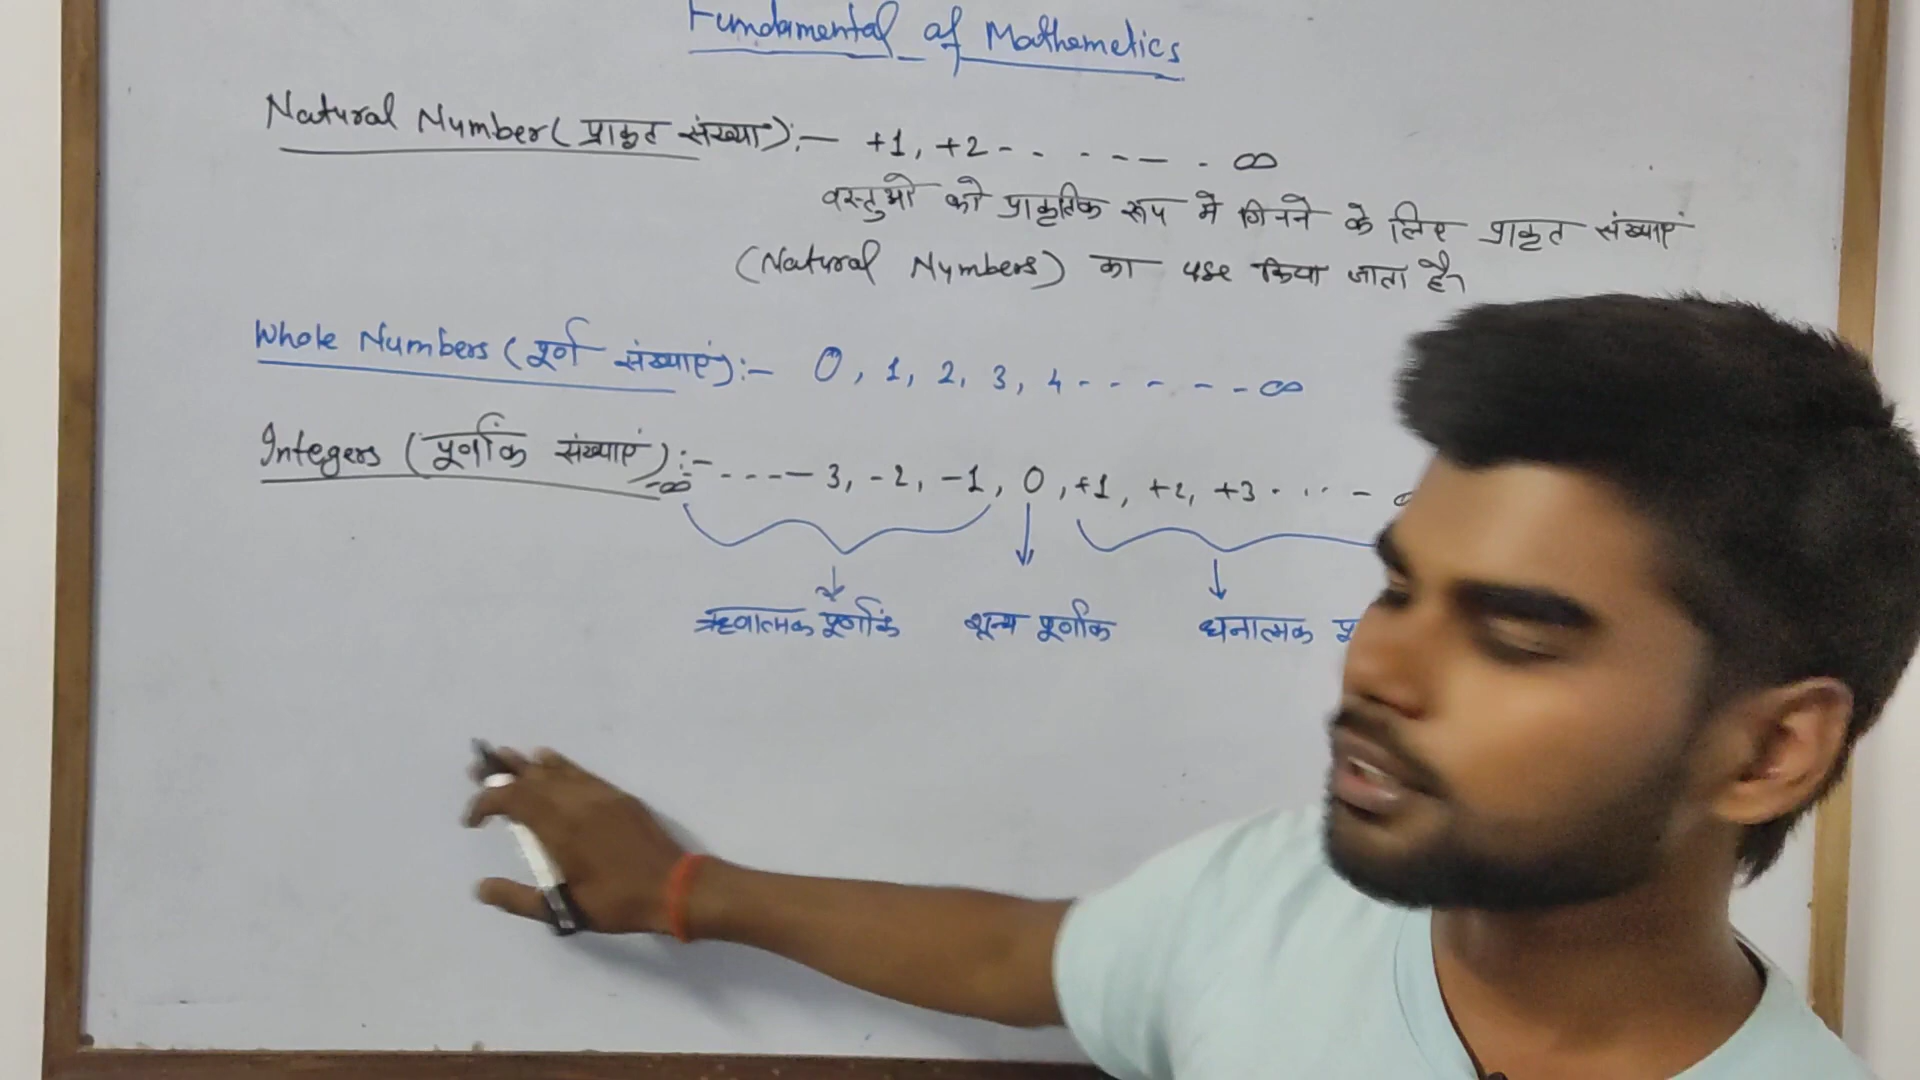 Fundamental of Mathemetics
Natural Number (प्राकृत संख्या):- +1, +2 - - - - - - - ∞
वस्तुओ को प्राकृतिक रूप मे गिनने के लिए प्राकृत संख्याएं
(Natural Numbers) का use किया जाता है
Whole Numbers (पूर्ण संख्याएं):- 0, 1, 2, 3, 4 - - - - - - ∞
Integers (पूर्णांक संख्याएं):- -∞ - - - - 3, -2, -1, 0, +1, +2, +3 - - - -
ऋणात्मक पूर्णांक शून्य पूर्णांक धनात्मक